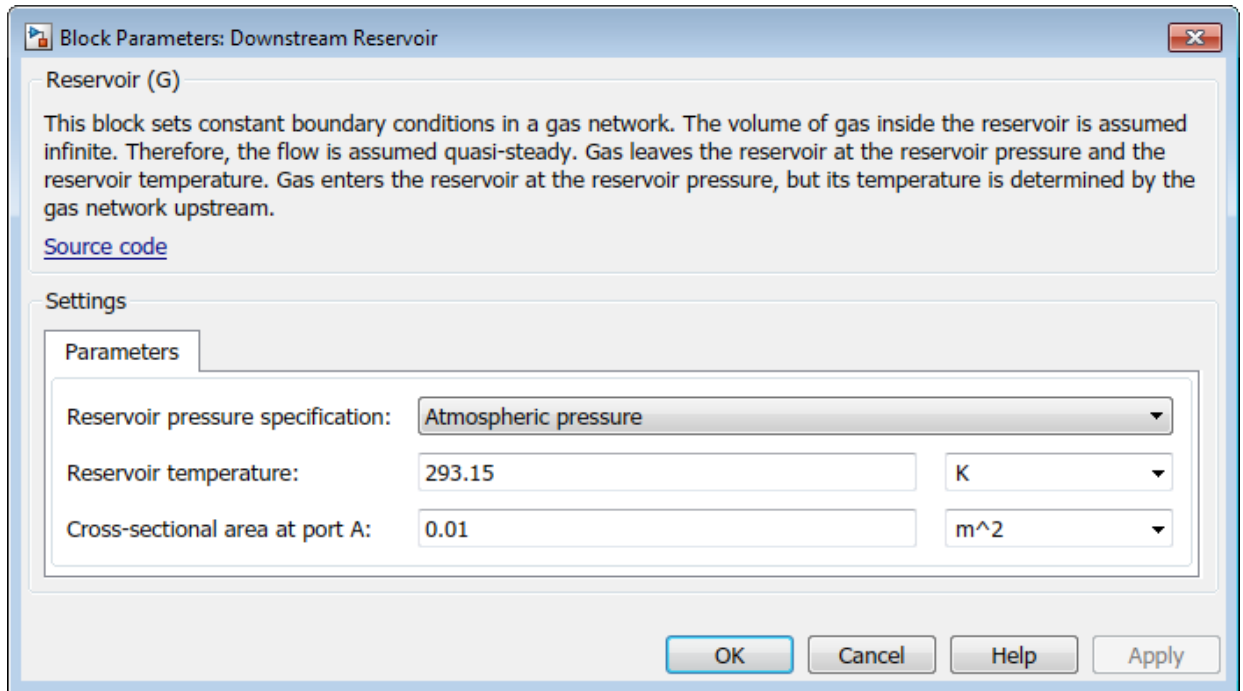 Block Parameters: Downstream Reservoir
Reservoir (G)
This block sets constant boundary conditions in a gas network. The volume of gas inside the reservoir is assumed
infinite. Therefore, the flow is assumed quasi-steady. Gas leaves the reservoir at the reservoir pressure and the
reservoir temperature. Gas enters the reservoir at the reservoir pressure, but its temperature is determined by the
gas network upstream.
Source code
Settings
Parameters
Reservoir pressure specification: Atmospheric pressure
Reservoir temperature: 293.15 K
Cross-sectional area at port A: 0.01 m^2
OK Cancel Help Apply